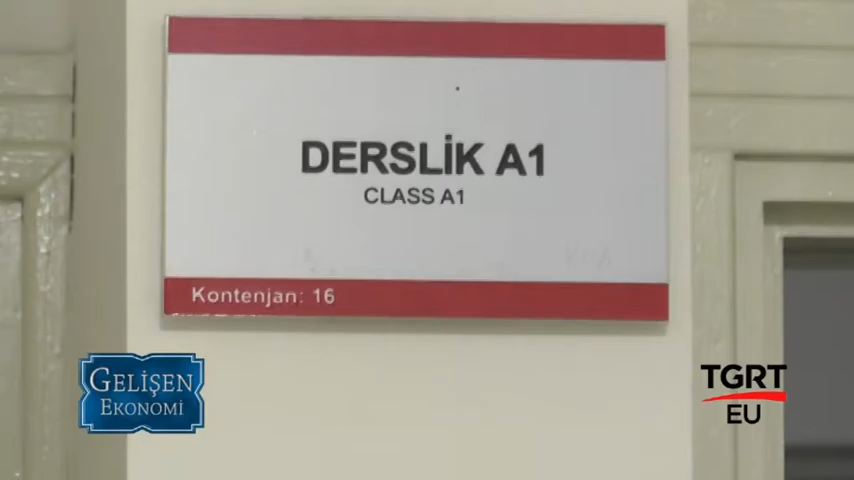 DERSLİK A1
CLASS A1
Kontenjan: 16
GELİŞEN
EKONOMİ
TGRT
EU